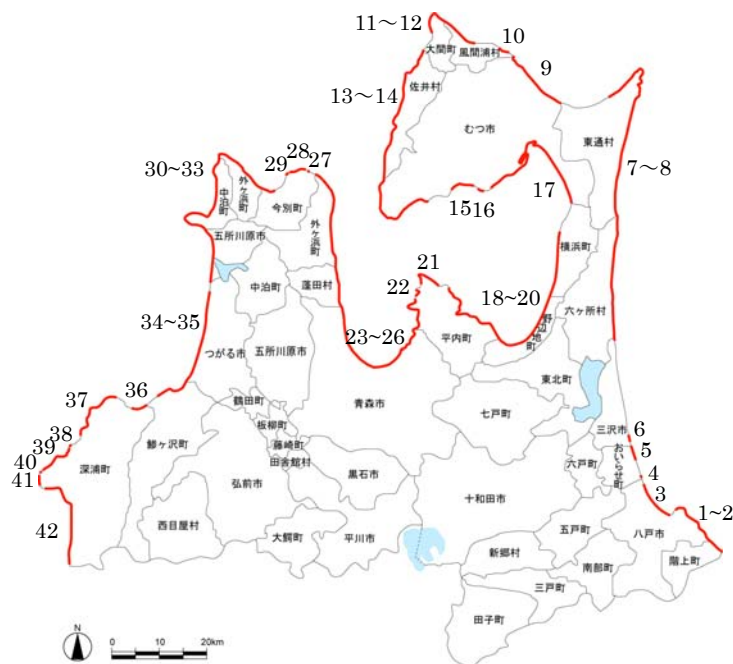 11～12
10
大間町
風間浦村
9
佐井村
13～14
むつ市
東通村
7～8
28
27
29
30~33
外ヶ浜町
中泊町
今別町
17
15
16
外ヶ浜町
五所川原市
横浜町
21
22
中泊町
蓬田村
18~20
六ヶ所村
野辺地町
34~35
23~26
平内町
つがる市
五所川原市
東北町
青森市
36
37
鶴田町
七戸町
板柳町
三沢市
6
38
鰺ヶ沢町
藤崎町
5
39
深浦町
田舎館村
六戸町
おいらせ町
40
黒石市
4
41
弘前市
十和田市
3
1~2
42
西目屋村
大鰐町
平川市
五戸町
八戸市
新郷村
階上町
南部町
三戸町
田子町
N
0 10 20km